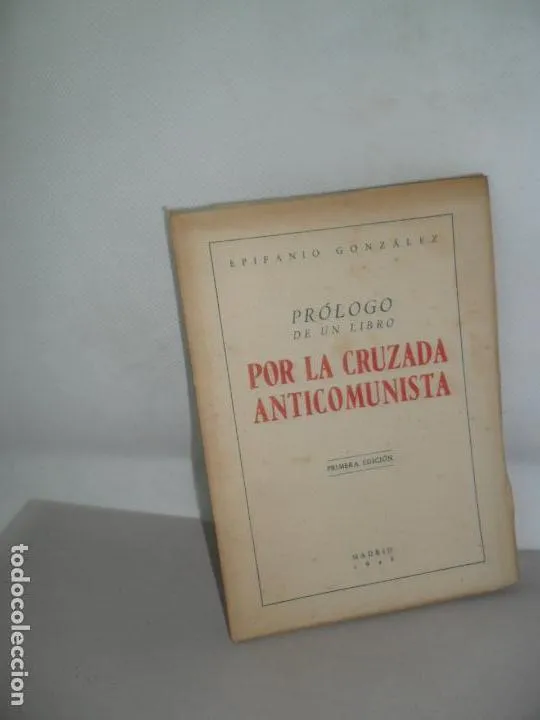 EPIFANIO GONZÁLEZ
PRÓLOGO
DE UN LIBRO
POR LA CRUZADA
ANTICOMUNISTA
PRIMERA EDICIÓN
MADRID
todocoleccion